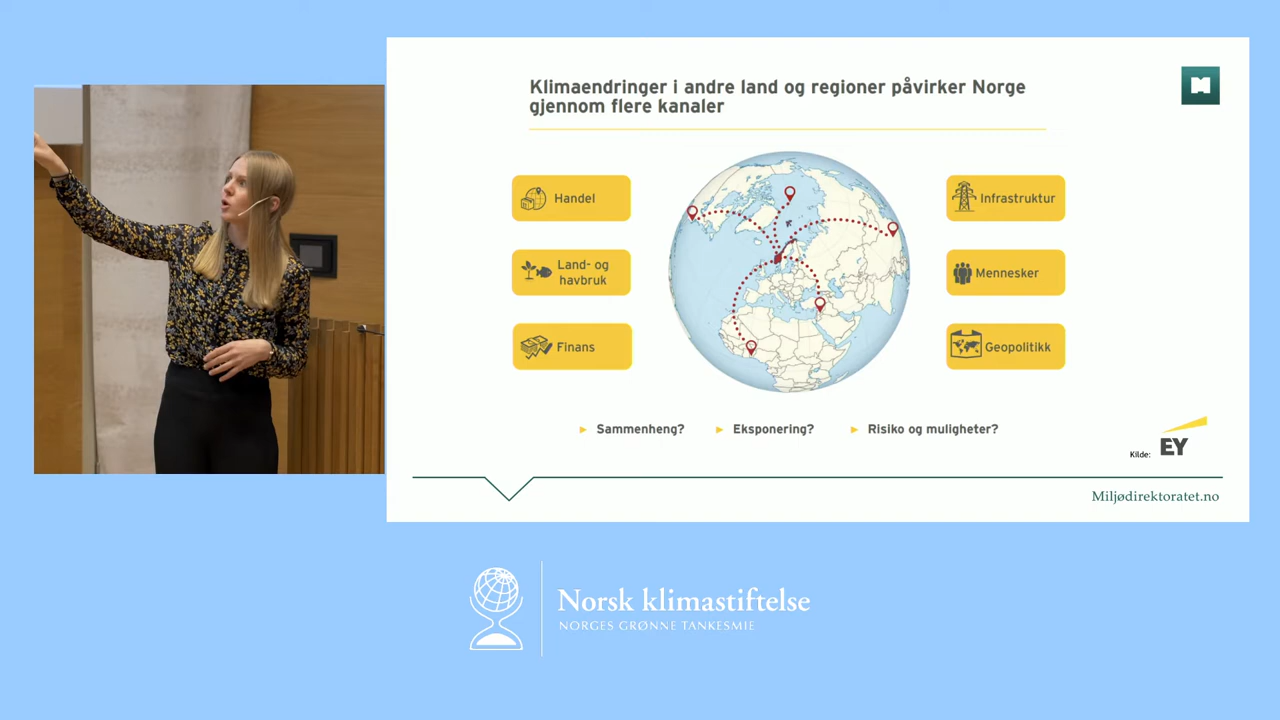 Klimaendringer i andre land og regioner påvirker Norge
gjennom flere kanaler
Handel
Land- og
havbruk
Finans
Infrastruktur
Mennesker
Geopolitikk
Sammenheng?
Eksponering?
Risiko og muligheter?
Kilde:
EY
Miljødirektoratet.no
Norsk klimastiftelse
NORGES GRØNNE TANKESMIE